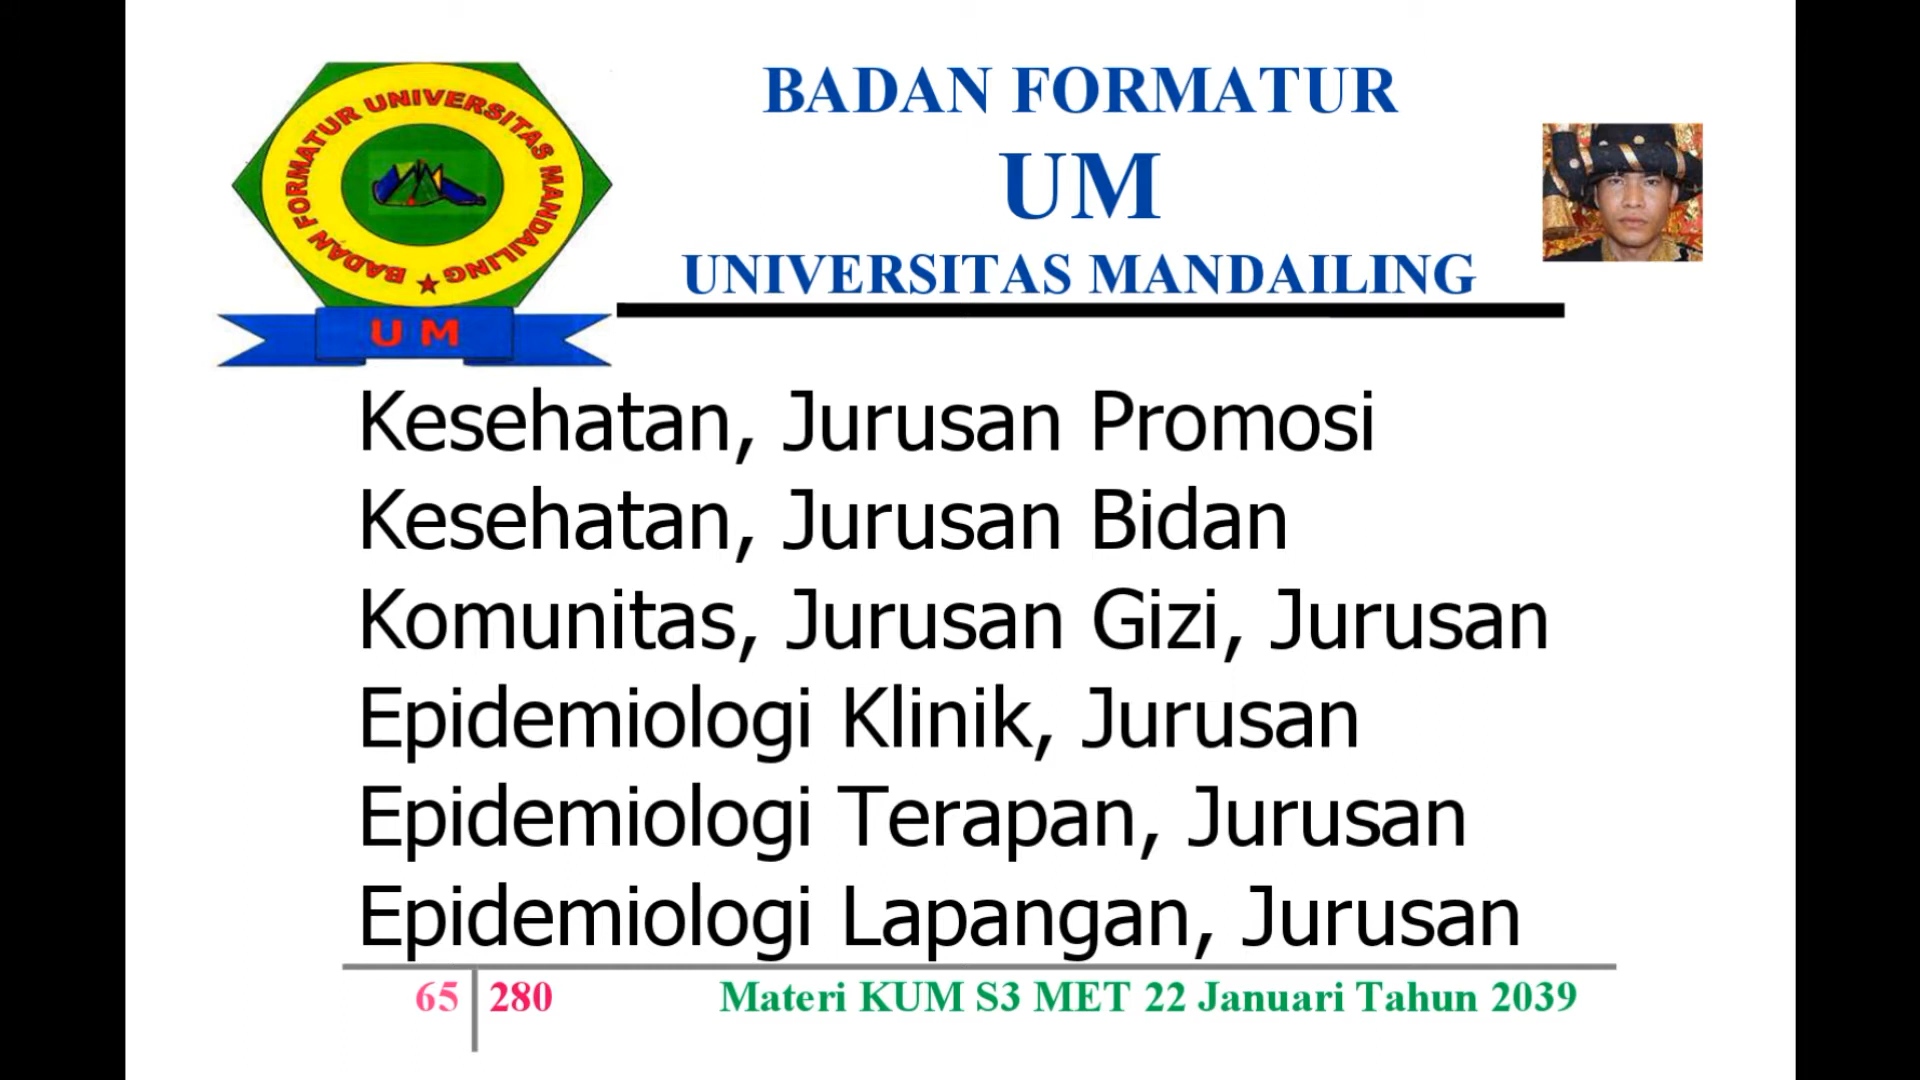 BADAN FORMATUR UNIVERSITAS MANDAILING
U M
BADAN FORMATUR
UM
UNIVERSITAS MANDAILING
Kesehatan, Jurusan Promosi
Kesehatan, Jurusan Bidan
Komunitas, Jurusan Gizi, Jurusan
Epidemiologi Klinik, Jurusan
Epidemiologi Terapan, Jurusan
Epidemiologi Lapangan, Jurusan
65 280 Materi KUM S3 MET 22 Januari Tahun 2039